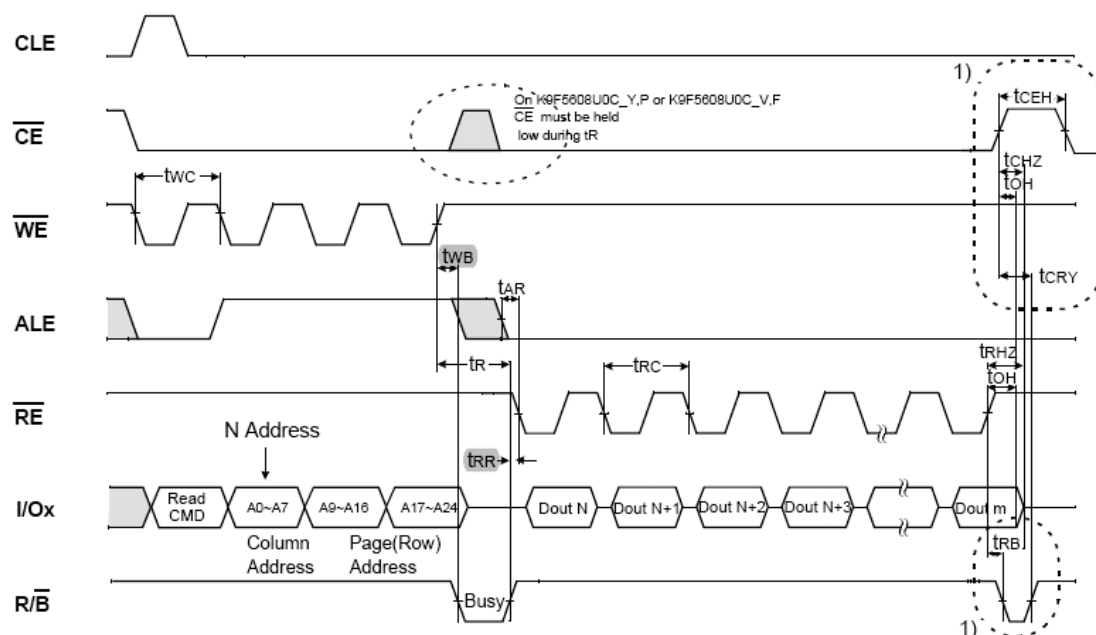 CLE
1)
On K9F5608U0C_Y,P or K9F5608U0C_V,F
CE must be held
low during tR
tCEH
CE
tCHZ
tOH
tWC
WE
tWB
tCRY
tAR
ALE
tR
tRC
tRHZ
tOH
RE
N Address
tRR
I/Ox
Read
CMD
A0~A7
A9~A16
A17~A24
Dout N
Dout N+1
Dout N+2
Dout N+3
Dout m
Column
Address
Page(Row)
Address
tRB
R/B
Busy
1)